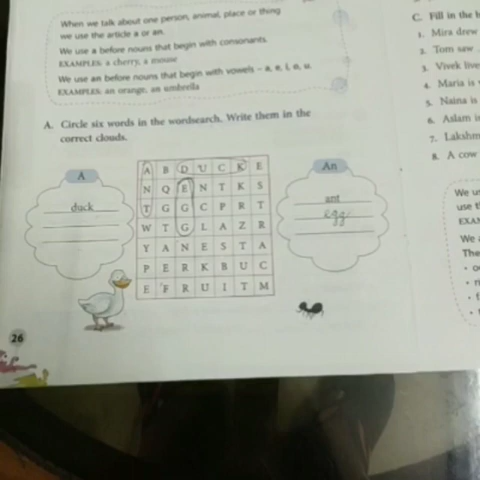 When we talk about one person, animal, place or thing
we use the article a or an.
We use a before nouns that begin with consonants.
EXAMPLES: a cherry, a mouse
We use an before nouns that begin with vowels – a, e, i, o, u.
EXAMPLES: an orange, an umbrella
A. Circle six words in the wordsearch. Write them in the
correct clouds.
A
duck
A B D U C K E
N Q E N T K S
T G G C P R T
W T G L A Z R
Y A N E S T A
P E R K B U C
E F R U I T M
An
ant
egg
26
C. Fill in the
1. Mira drew
2. Tom saw
3. Vivek live
4. Maria is
5. Naina is
6. Aslam i
7. Lakshm
8. A cow
We u
use t
EXA
We
The